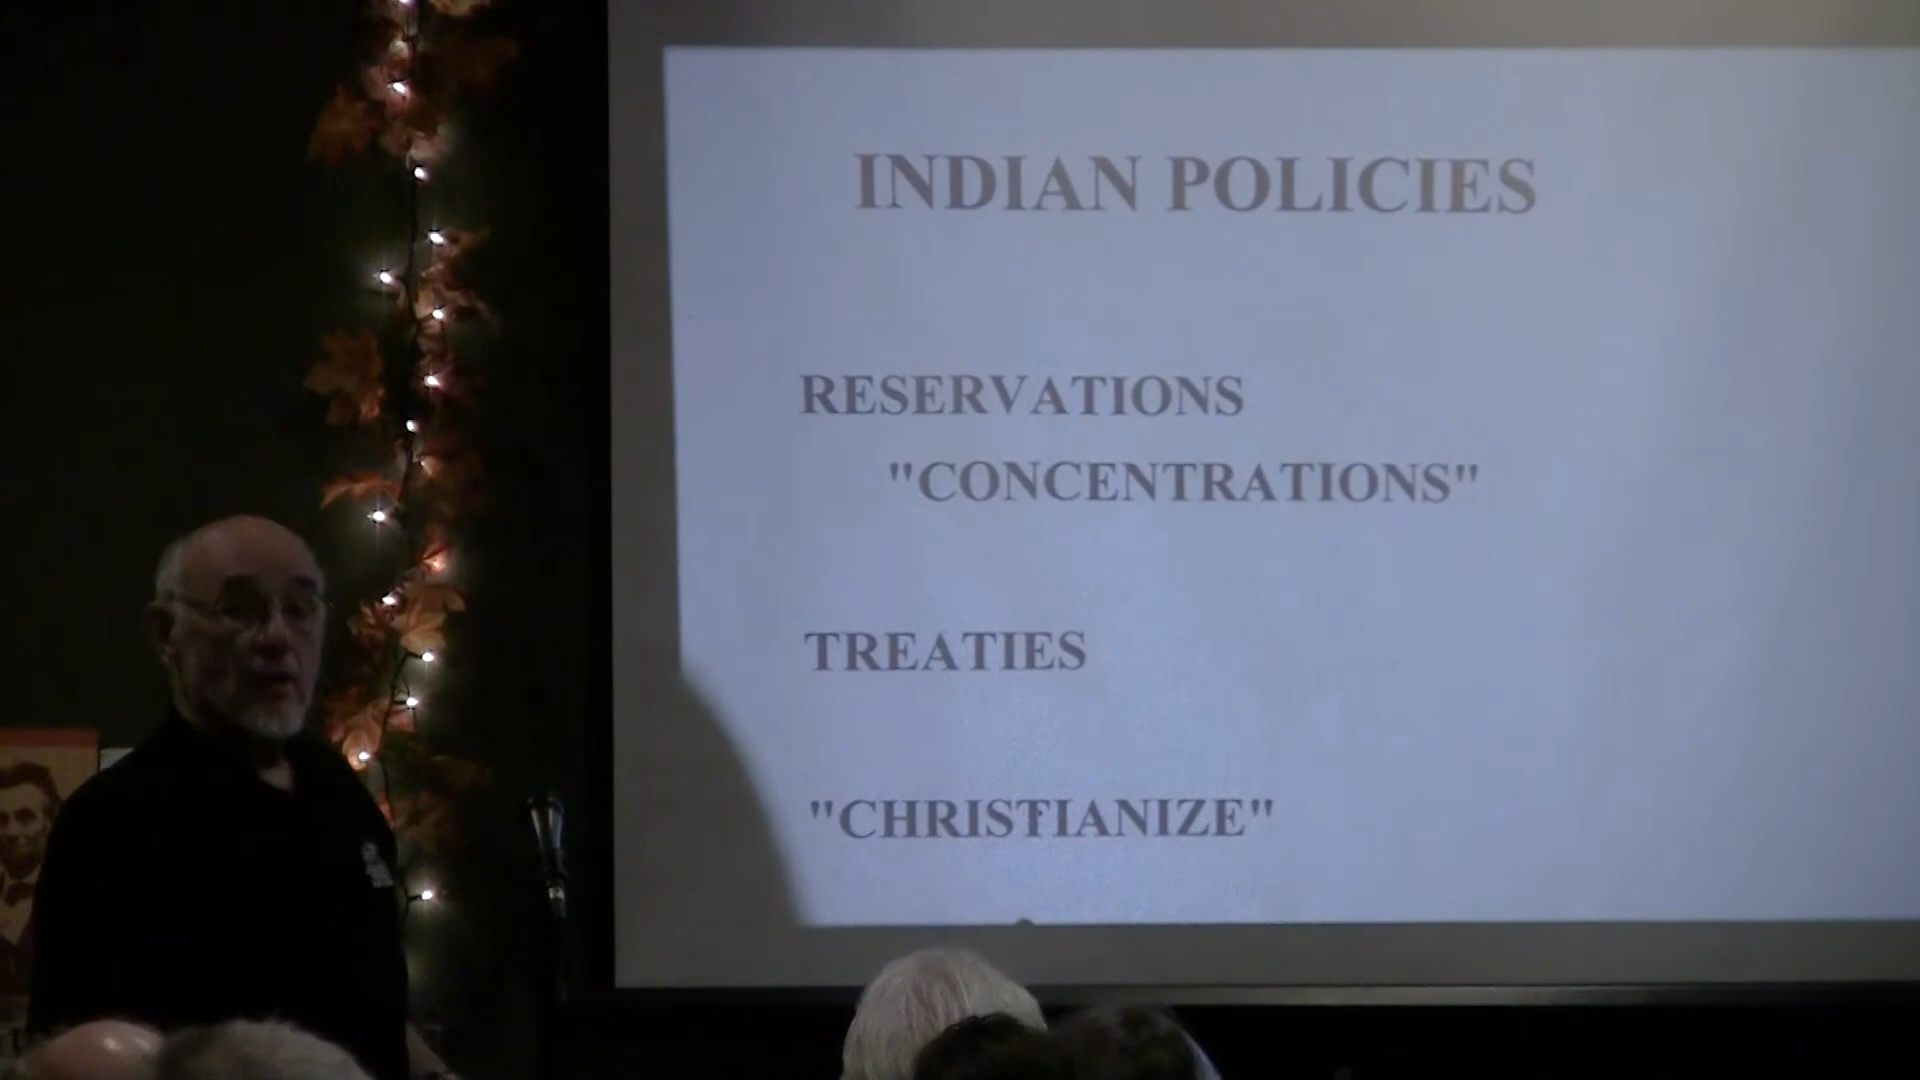 INDIAN POLICIES
RESERVATIONS
"CONCENTRATIONS"
TREATIES
"CHRISTIANIZE"